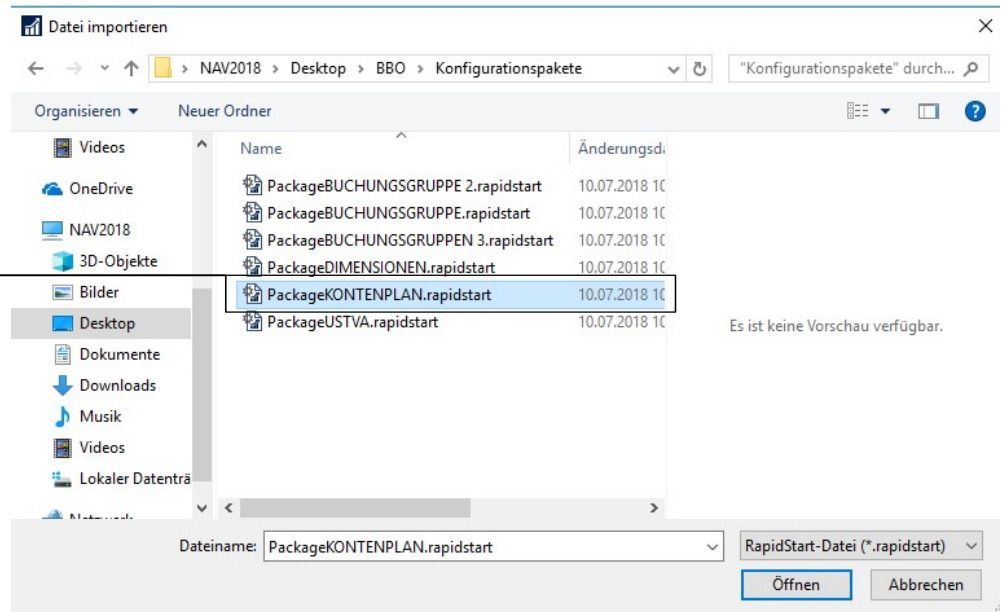 Datei importieren
NAV2018 > Desktop > BBO > Konfigurationspakete
"Konfigurationspakete" durch...
Organisieren
Neuer Ordner
Videos
OneDrive
NAV2018
3D-Objekte
Bilder
Desktop
Dokumente
Downloads
Musik
Videos
Lokaler Datenträ
Name Änderungsda
PackageBUCHUNGSGRUPPE 2.rapidstart 10.07.2018 10
PackageBUCHUNGSGRUPPE.rapidstart 10.07.2018 10
PackageBUCHUNGSGRUPPEN 3.rapidstart 10.07.2018 10
PackageDIMENSIONEN.rapidstart 10.07.2018 10
PackageKONTENPLAN.rapidstart 10.07.2018 10
PackageUSTVA.rapidstart 10.07.2018 10
Es ist keine Vorschau verfügbar.
Dateiname: PackageKONTENPLAN.rapidstart
RapidStart-Datei (*.rapidstart)
Öffnen
Abbrechen